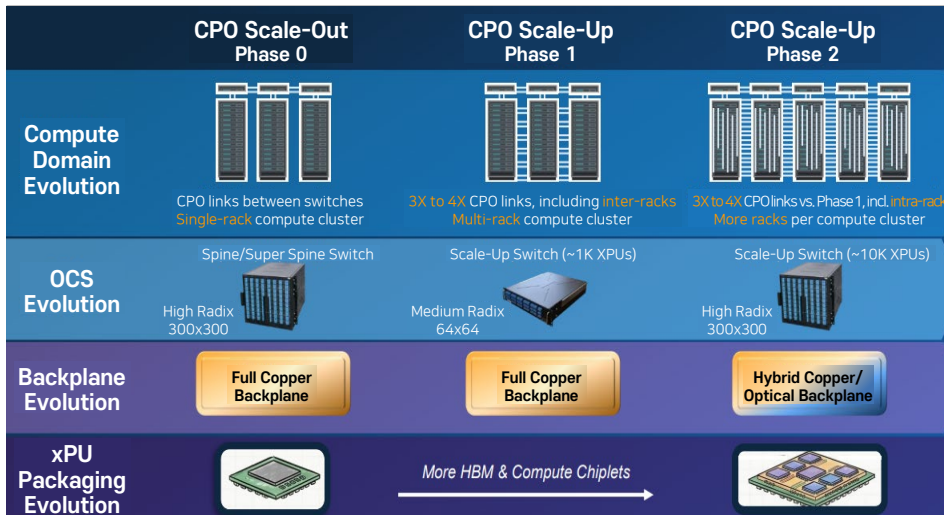 CPO Scale-Out
Phase 0
CPO Scale-Up
Phase 1
CPO Scale-Up
Phase 2
Compute
Domain
Evolution
CPO links between switches
Single-rack compute cluster
3X to 4X CPO links, including inter-racks
Multi-rack compute cluster
3X to 4X CPO links vs. Phase 1, incl. intra-rack
More racks per compute cluster
OCS
Evolution
Spine/Super Spine Switch
High Radix
300x300
Scale-Up Switch (~1K XPUs)
Medium Radix
64x64
Scale-Up Switch (~10K XPUs)
High Radix
300x300
Backplane
Evolution
Full Copper
Backplane
Full Copper
Backplane
Hybrid Copper/
Optical Backplane
xPU
Packaging
Evolution
More HBM & Compute Chiplets